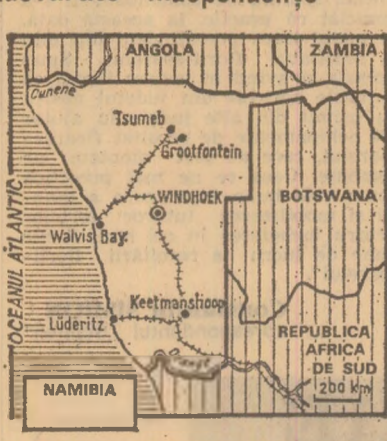 ANGOLA
ZAMBIA
Cunene
Tsumeb
Grootfontein
WINDHOEK
BOTSWANA
Walvis Bay
OCEANUL ATLANTIC
Keetmanshoop
Lüderitz
REPUBLICA
AFRICA
DE SUD
200 km
NAMIBIA